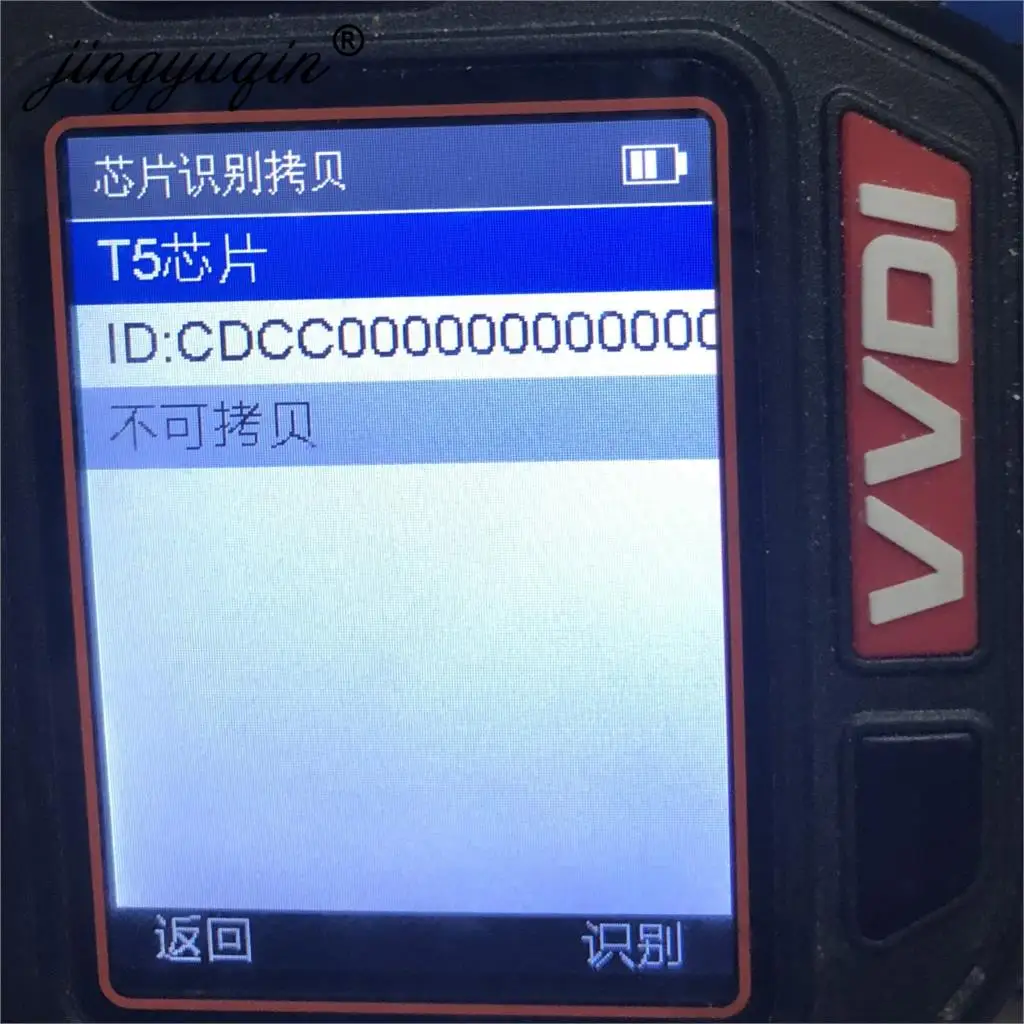 jingyuqin®
芯片识别拷贝
T5芯片
ID:CDCC000000000000
不可拷贝
返回 识别
VVDI